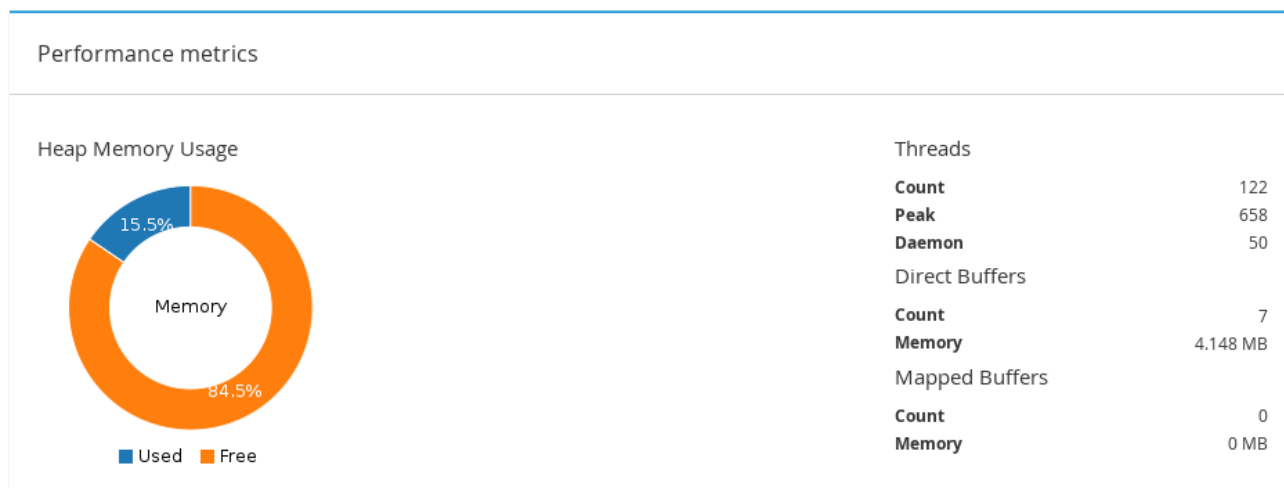 Performance metrics
Heap Memory Usage
15.5%
Memory
84.5%
Used Free
Threads
Count 122
Peak 658
Daemon 50
Direct Buffers
Count 7
Memory 4.148 MB
Mapped Buffers
Count 0
Memory 0 MB